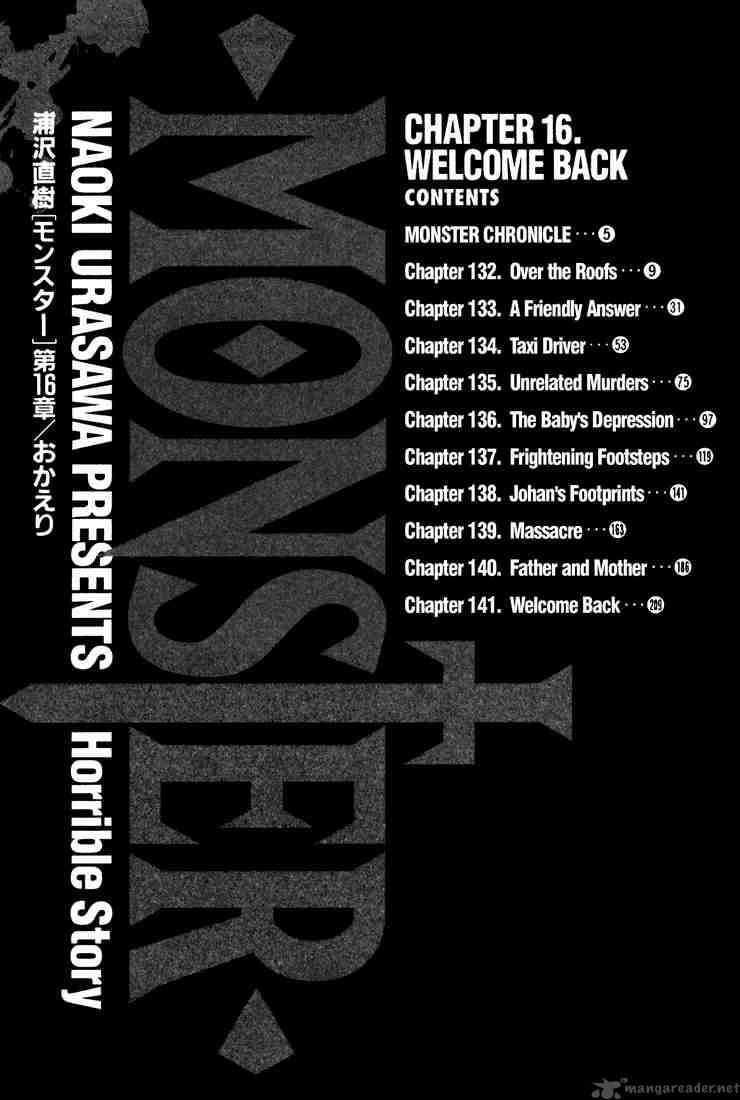 CHAPTER 16.
WELCOME BACK
CONTENTS
MONSTER CHRONICLE ··· 5
Chapter 132. Over the Roofs ··· 9
Chapter 133. A Friendly Answer ··· 31
Chapter 134. Taxi Driver ··· 53
Chapter 135. Unrelated Murders ··· 75
Chapter 136. The Baby's Depression ··· 97
Chapter 137. Frightening Footsteps ··· 119
Chapter 138. Johan's Footprints ··· 141
Chapter 139. Massacre ··· 163
Chapter 140. Father and Mother ··· 186
Chapter 141. Welcome Back ··· 209
MONSTER
NAOKI URASAWA PRESENTS Horrible Story
浦沢直樹[モンスター]第16章/おかえり
mangareader.net